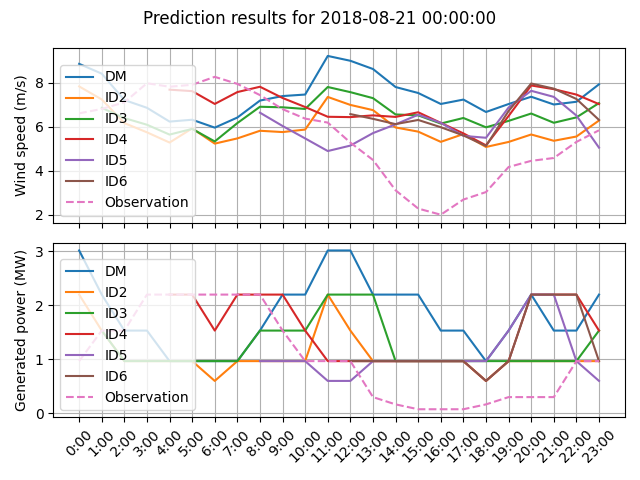 Prediction results for 2018-08-21 00:00:00
Wind speed (m/s)
8
6
4
2
DM
ID2
ID3
ID4
ID5
ID6
Observation
Generated power (MW)
3
2
1
0
DM
ID2
ID3
ID4
ID5
ID6
Observation
0:00 1:00 2:00 3:00 4:00 5:00 6:00 7:00 8:00 9:00 10:00 11:00 12:00 13:00 14:00 15:00 16:00 17:00 18:00 19:00 20:00 21:00 22:00 23:00